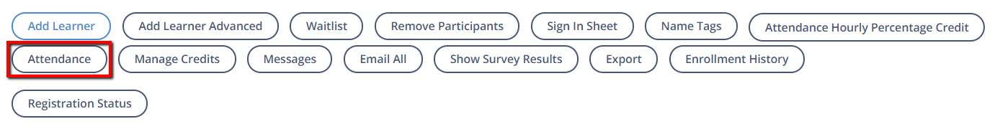 Add Learner Add Learner Advanced Waitlist Remove Participants Sign In Sheet Name Tags Attendance Hourly Percentage Credit
Attendance Manage Credits Messages Email All Show Survey Results Export Enrollment History
Registration Status